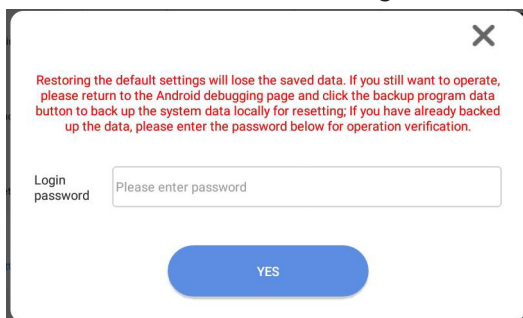 Restoring the default settings will lose the saved data. If you still want to operate,
please return to the Android debugging page and click the backup program data
button to back up the system data locally for resetting; If you have already backed
up the data, please enter the password below for operation verification.
Login
password
Please enter password
YES